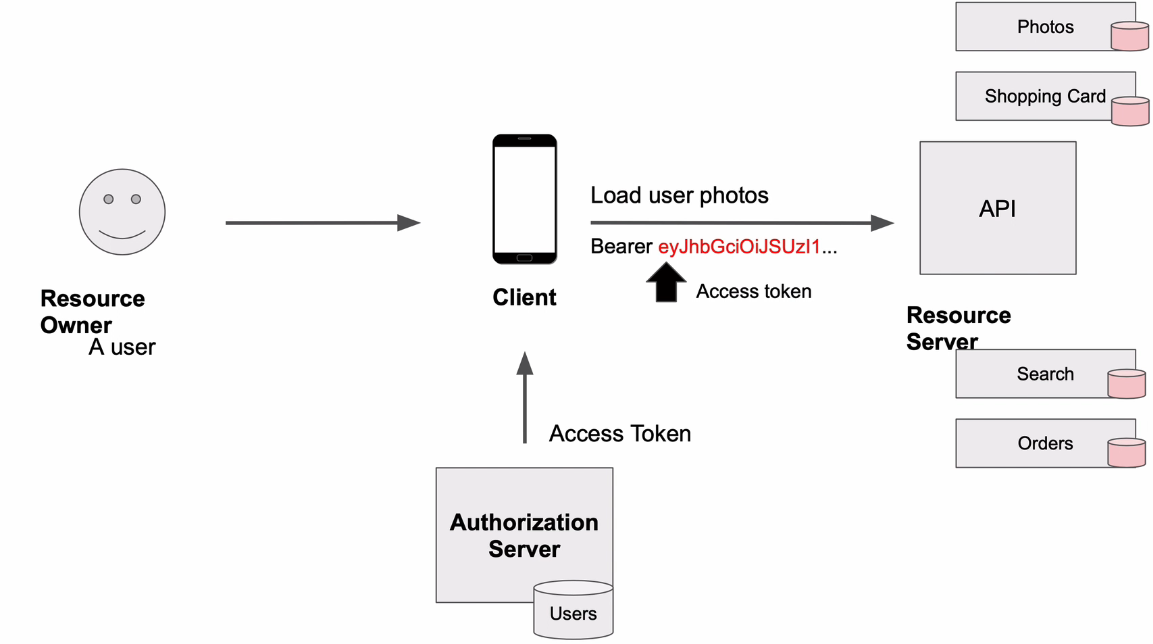 Photos
Shopping Card
Load user photos
API
Bearer eyJhbGciOiJSUzI1...
Access token
Client
Resource
Owner
A user
Resource
Server
Search
Access Token
Orders
Authorization
Server
Users